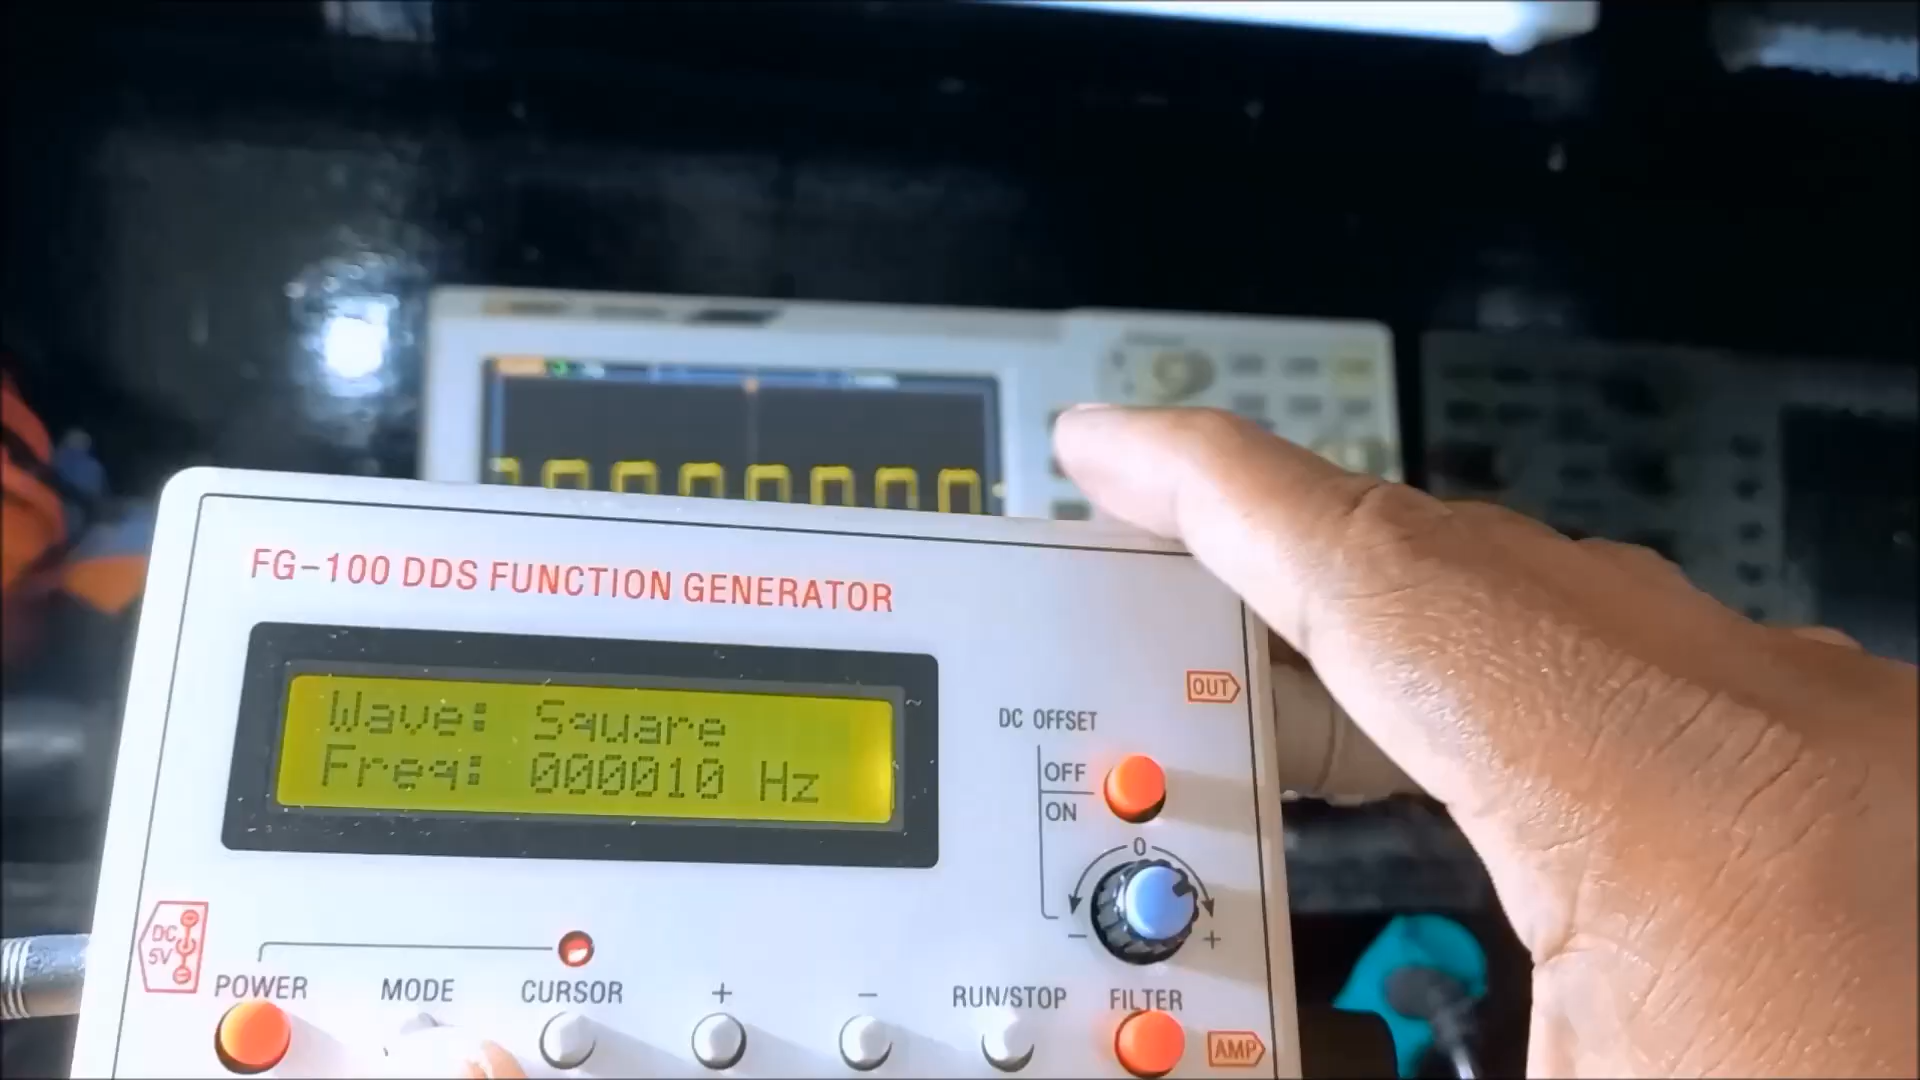 FG-100 DDS FUNCTION GENERATOR
Wave: Square
Freq: 000010 Hz
OUT
DC OFFSET
OFF
ON
0
- +
DC
5V
POWER MODE CURSOR + - RUN/STOP FILTER
AMP